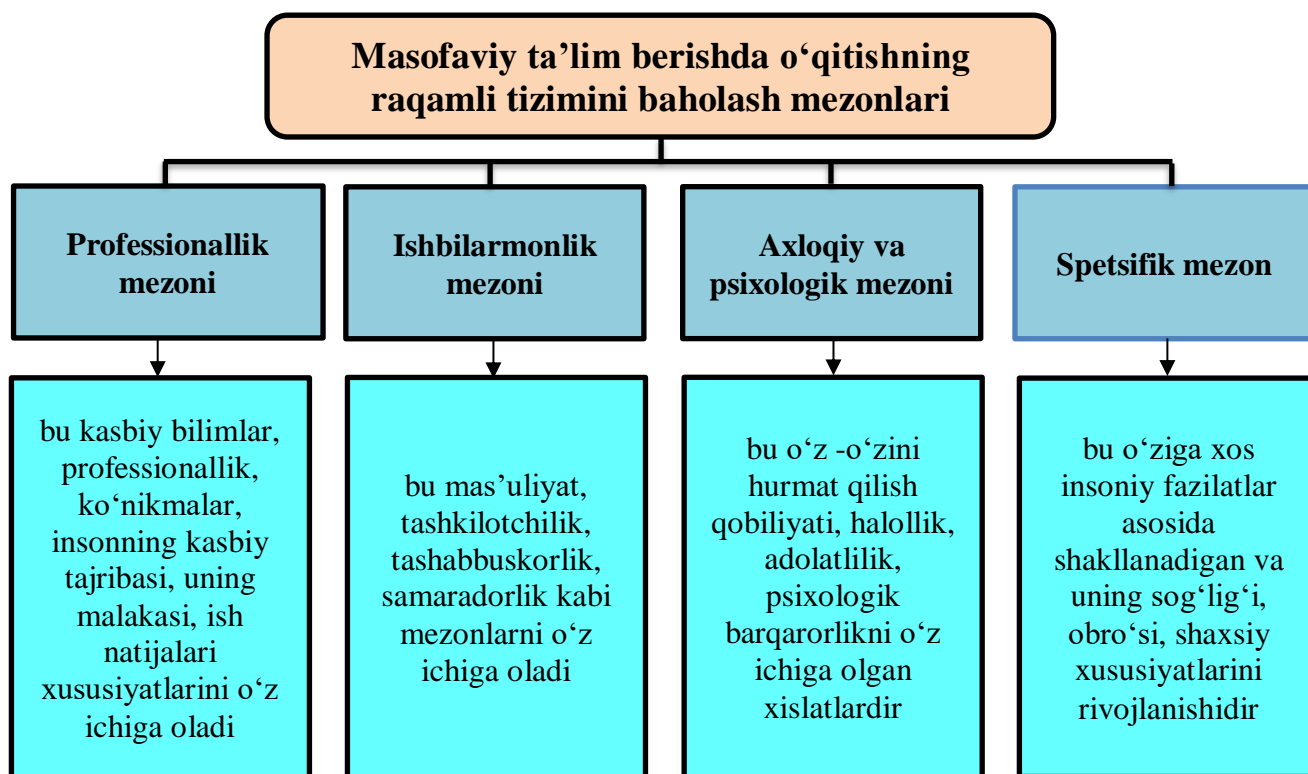 Masofaviy ta’lim berishda o‘qitishning
raqamli tizimini baholash mezonlari
Professionallik
mezoni
Ishbilarmonlik
mezoni
Axloqiy va
psixologik mezoni
Spetsifik mezon
bu kasbiy bilimlar,
professionallik,
ko‘nikmalar,
insonning kasbiy
tajribasi, uning
malakasi, ish
natijalari
xususiyatlarini o‘z
ichiga oladi
bu mas’uliyat,
tashkilotchilik,
tashabbuskorlik,
samaradorlik kabi
mezonlarni o‘z
ichiga oladi
bu o‘z -o‘zini
hurmat qilish
qobiliyati, halollik,
adolatlilik,
psixologik
barqarorlikni o‘z
ichiga olgan
xislatlardir
bu o‘ziga xos
insoniy fazilatlar
asosida
shakllanadigan va
uning sog‘lig‘i,
obro‘si, shaxsiy
xususiyatlarini
rivojlanishidir